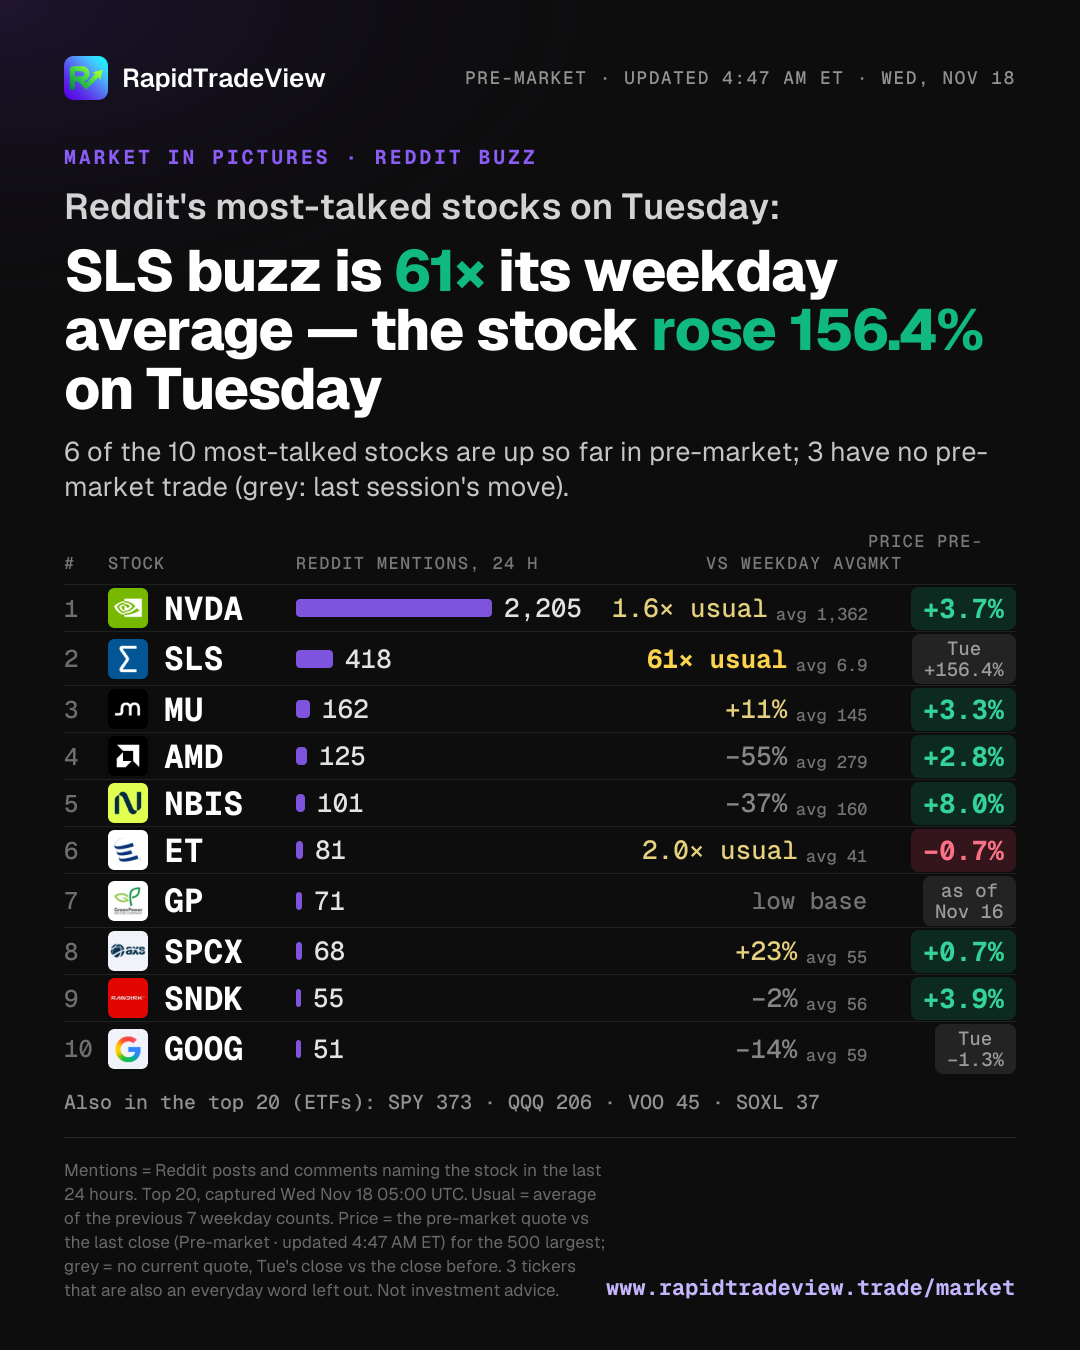 RapidTradeView
PRE-MARKET · UPDATED 4:47 AM ET · WED, NOV 18
MARKET IN PICTURES · REDDIT BUZZ
Reddit's most-talked stocks on Tuesday:
SLS buzz is 61× its weekday
average — the stock rose 156.4%
on Tuesday
6 of the 10 most-talked stocks are up so far in pre-market; 3 have no pre-
market trade (grey: last session's move).
# STOCK REDDIT MENTIONS, 24 H VS WEEKDAY AVG PRICE PRE-
MKT
1 NVDA 2,205 1.6× usual avg 1,362 +3.7%
2 SLS 418 61× usual avg 6.9 Tue
+156.4%
3 MU 162 +11% avg 145 +3.3%
4 AMD 125 −55% avg 279 +2.8%
5 NBIS 101 −37% avg 160 +8.0%
6 ET 81 2.0× usual avg 41 −0.7%
7 GP 71 low base as of
Nov 16
8 SPCX 68 +23% avg 55 +0.7%
9 SNDK 55 −2% avg 56 +3.9%
10 GOOG 51 −14% avg 59 Tue
−1.3%
Also in the top 20 (ETFs): SPY 373 · QQQ 206 · VOO 45 · SOXL 37
Mentions = Reddit posts and comments naming the stock in the last
24 hours. Top 20, captured Wed Nov 18 05:00 UTC. Usual = average
of the previous 7 weekday counts. Price = the pre-market quote vs
the last close (Pre-market · updated 4:47 AM ET) for the 500 largest;
grey = no current quote, Tue's close vs the close before. 3 tickers
that are also an everyday word left out. Not investment advice.
www.rapidtradeview.trade/market